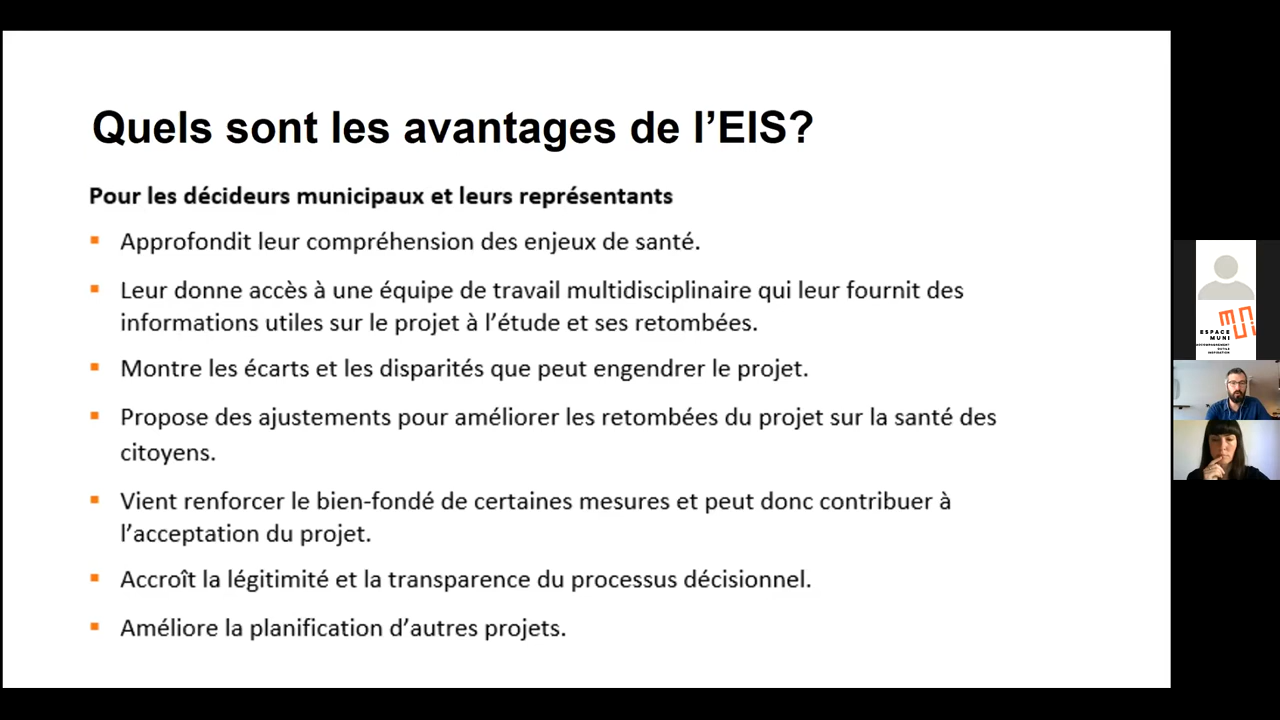 Quels sont les avantages de l’EIS?
Pour les décideurs municipaux et leurs représentants
▪ Approfondit leur compréhension des enjeux de santé.
▪ Leur donne accès à une équipe de travail multidisciplinaire qui leur fournit des
informations utiles sur le projet à l’étude et ses retombées.
▪ Montre les écarts et les disparités que peut engendrer le projet.
▪ Propose des ajustements pour améliorer les retombées du projet sur la santé des
citoyens.
▪ Vient renforcer le bien-fondé de certaines mesures et peut donc contribuer à
l’acceptation du projet.
▪ Accroît la légitimité et la transparence du processus décisionnel.
▪ Améliore la planification d’autres projets.
ESPACE
MUNI
ACCOMPAGNEMENT
OUTILS
INSPIRATION